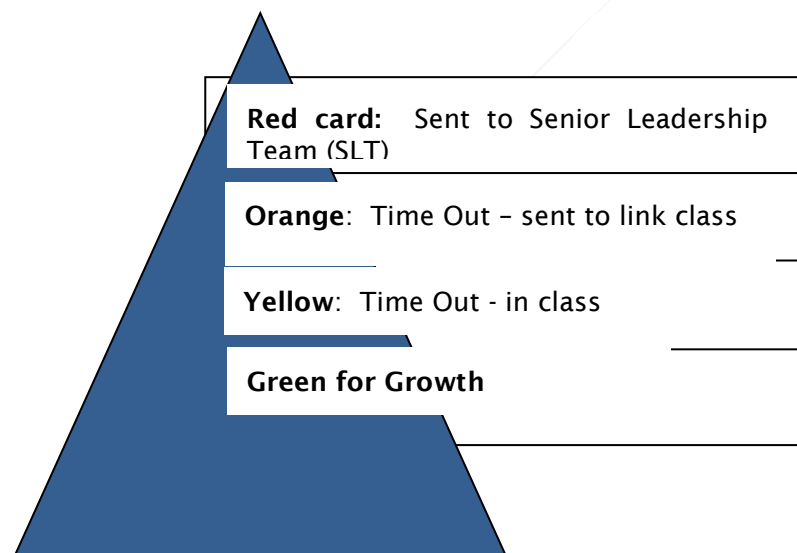 Red card: Sent to Senior Leadership
Team (SLT)
Orange: Time Out – sent to link class
Yellow: Time Out - in class
Green for Growth